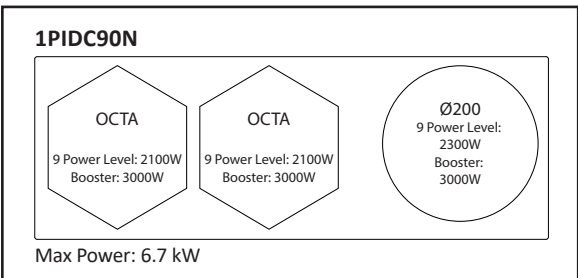 1PIDC90N
OCTA
9 Power Level: 2100W
Booster: 3000W
OCTA
9 Power Level: 2100W
Booster: 3000W
Ø200
9 Power Level:
2300W
Booster:
3000W
Max Power: 6.7 kW